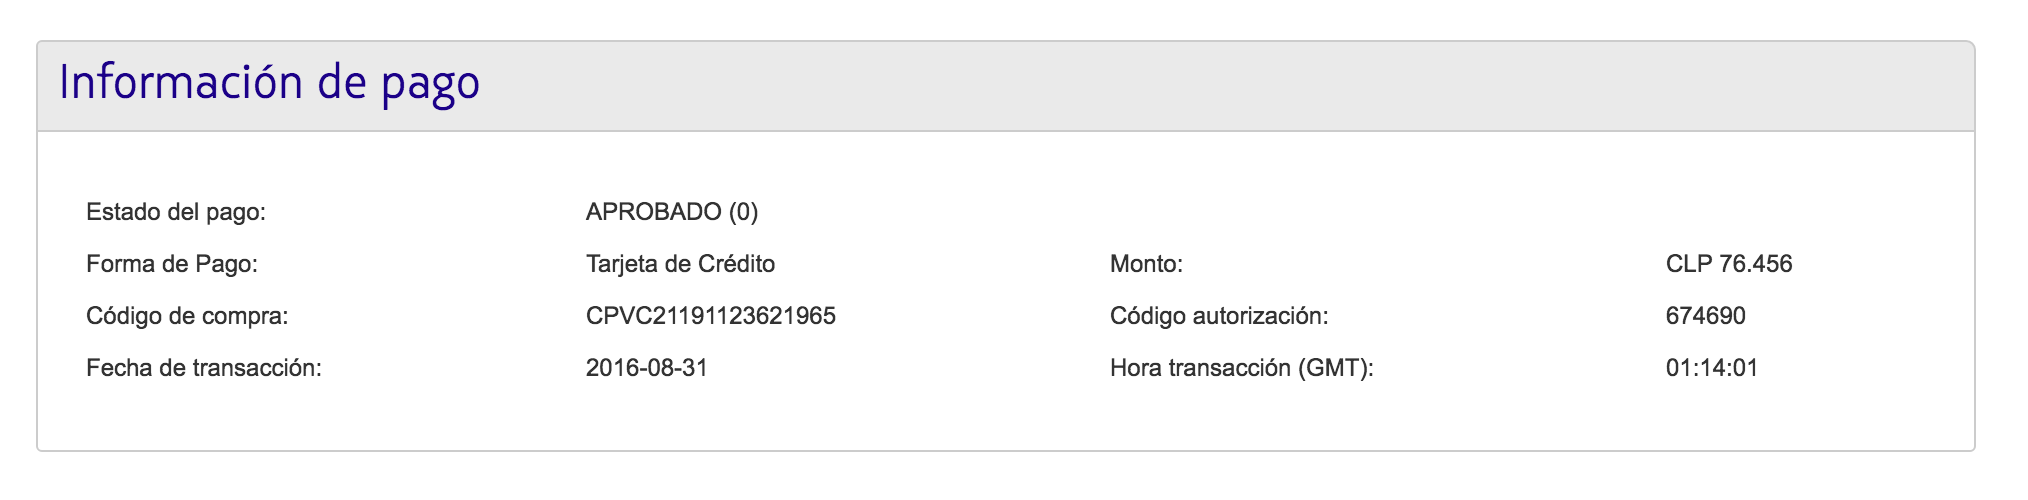 Información de pago
Estado del pago: APROBADO (0)
Forma de Pago: Tarjeta de Crédito Monto: CLP 76.456
Código de compra: CPVC21191123621965 Código autorización: 674690
Fecha de transacción: 2016-08-31 Hora transacción (GMT): 01:14:01